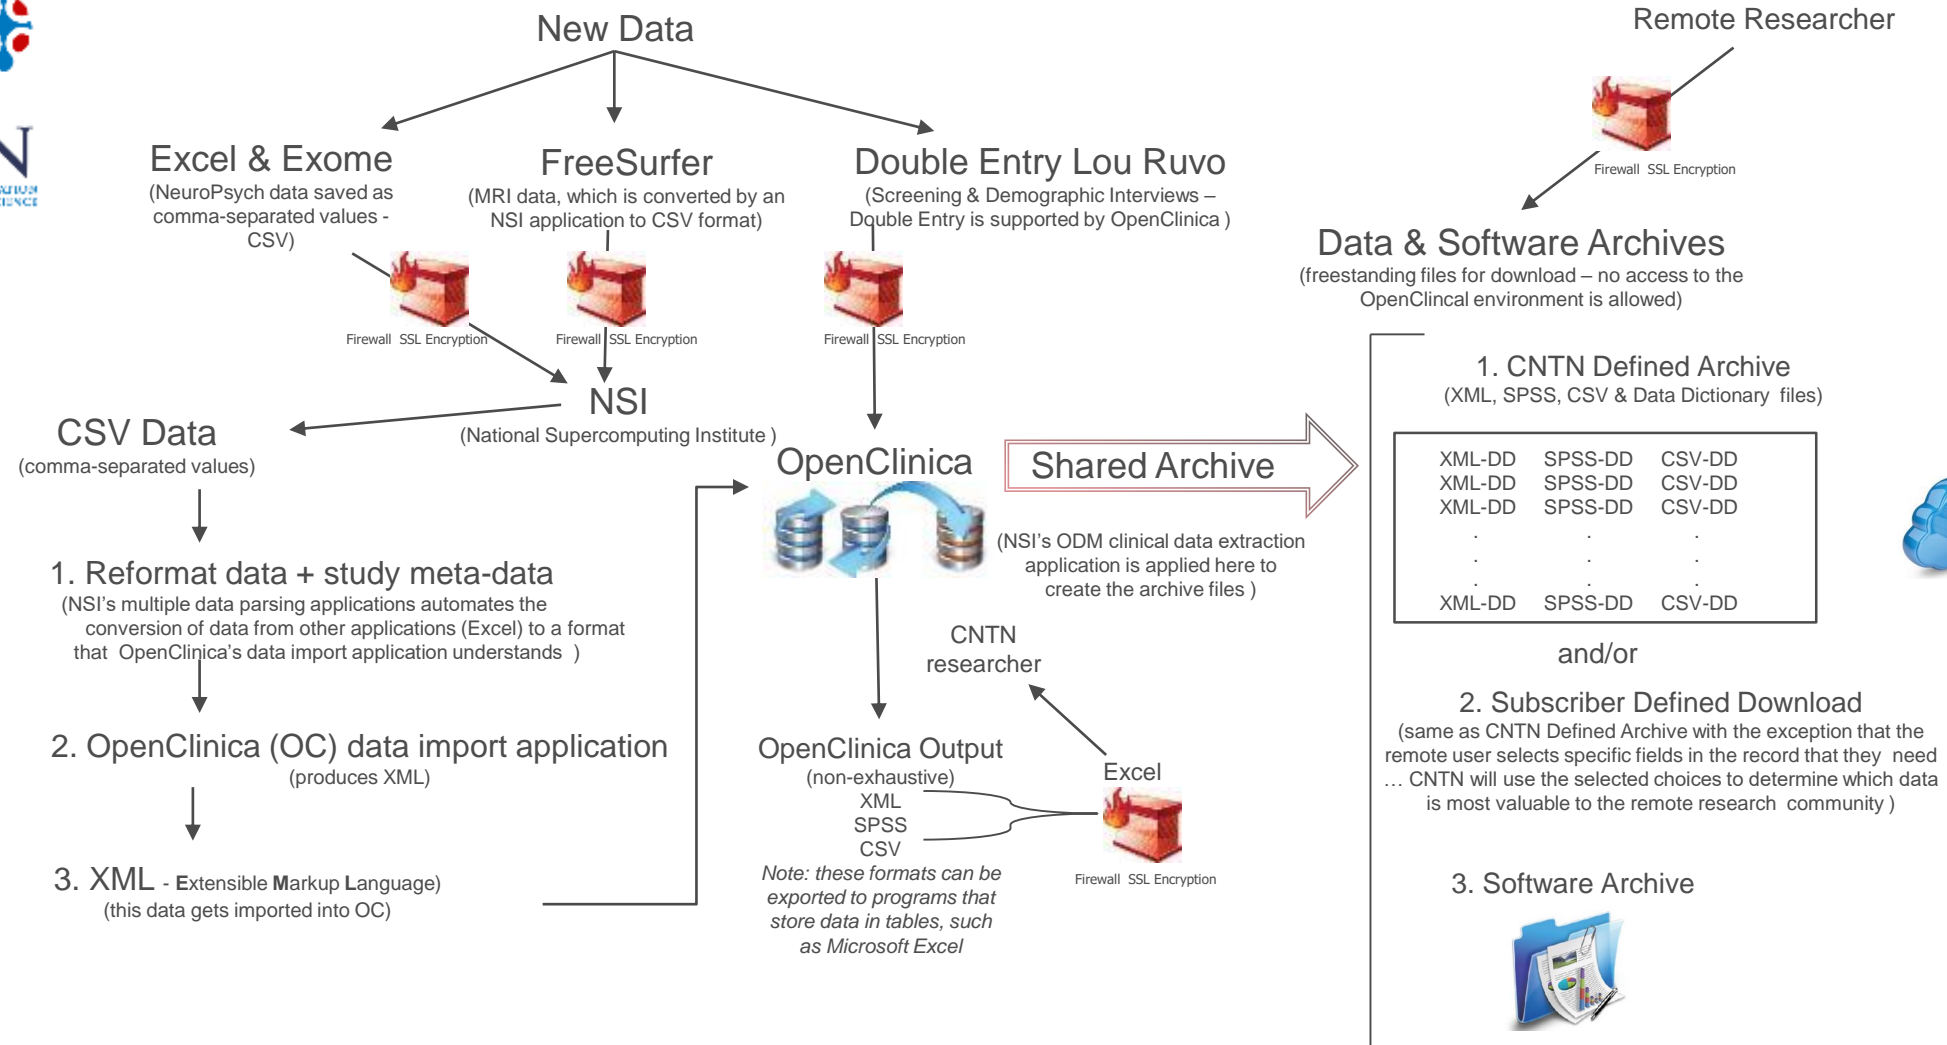 New Data
Remote Researcher
Firewall SSL Encryption
N
Excel & Exome
(NeuroPsych data saved as
comma-separated values -
CSV)
FreeSurfer
(MRI data, which is converted by an
NSI application to CSV format)
Double Entry Lou Ruvo
(Screening & Demographic Interviews –
Double Entry is supported by OpenClinica )
Firewall SSL Encryption
Firewall SSL Encryption
Firewall SSL Encryption
NSI
(National Supercomputing Institute )
CSV Data
(comma-separated values)
1. Reformat data + study meta-data
(NSI's multiple data parsing applications automates the
conversion of data from other applications (Excel) to a format
that OpenClinica's data import application understands )
2. OpenClinica (OC) data import application
(produces XML)
3. XML - Extensible Markup Language)
(this data gets imported into OC)
OpenClinica
Shared Archive
(NSI's ODM clinical data extraction
application is applied here to
create the archive files )
CNTN
researcher
OpenClinica Output
(non-exhaustive)
XML
SPSS
CSV
Note: these formats can be
exported to programs that
store data in tables, such
as Microsoft Excel
Excel
Firewall SSL Encryption
Data & Software Archives
(freestanding files for download – no access to the
OpenClincal environment is allowed)
1. CNTN Defined Archive
(XML, SPSS, CSV & Data Dictionary files)
XML-DD SPSS-DD CSV-DD
XML-DD SPSS-DD CSV-DD
XML-DD SPSS-DD CSV-DD
. . .
. . .
. . .
XML-DD SPSS-DD CSV-DD
and/or
2. Subscriber Defined Download
(same as CNTN Defined Archive with the exception that the
remote user selects specific fields in the record that they need
… CNTN will use the selected choices to determine which data
is most valuable to the remote research community )
3. Software Archive